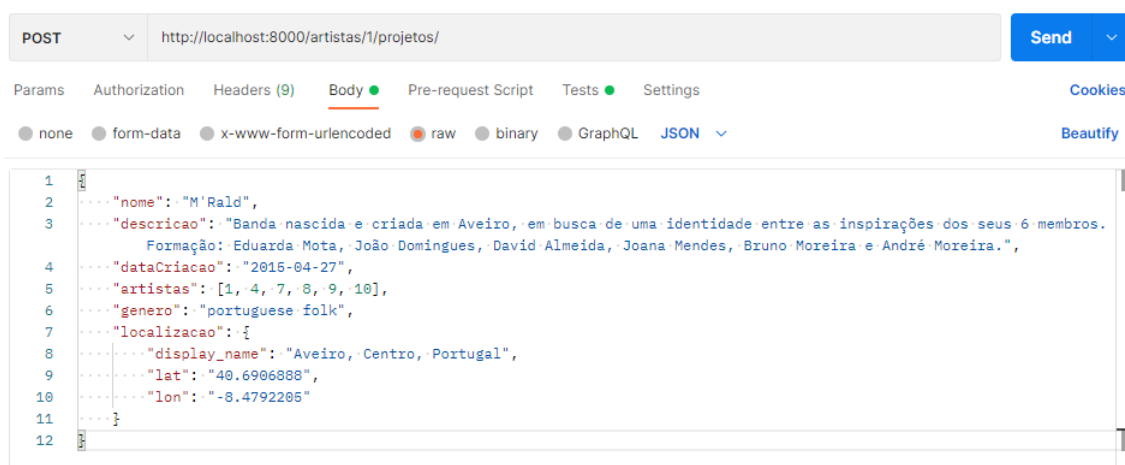 POST http://localhost:8000/artistas/1/projetos/ Send
Params Authorization Headers (9) Body Pre-request Script Tests Settings Cookies
none form-data x-www-form-urlencoded raw binary GraphQL JSON Beautify
1 {
2 "nome": "M'Rald",
3 "descricao": "Banda nascida e criada em Aveiro, em busca de uma identidade entre as inspirações dos seus 6 membros.
Formação: Eduarda Mota, João Domingues, David Almeida, Joana Mendes, Bruno Moreira e André Moreira.",
4 "dataCriacao": "2015-04-27",
5 "artistas": [1, 4, 7, 8, 9, 10],
6 "genero": "portuguese folk",
7 "localizacao": {
8 "display_name": "Aveiro, Centro, Portugal",
9 "lat": "40.6906888",
10 "lon": "-8.4792205"
11 }
12 }